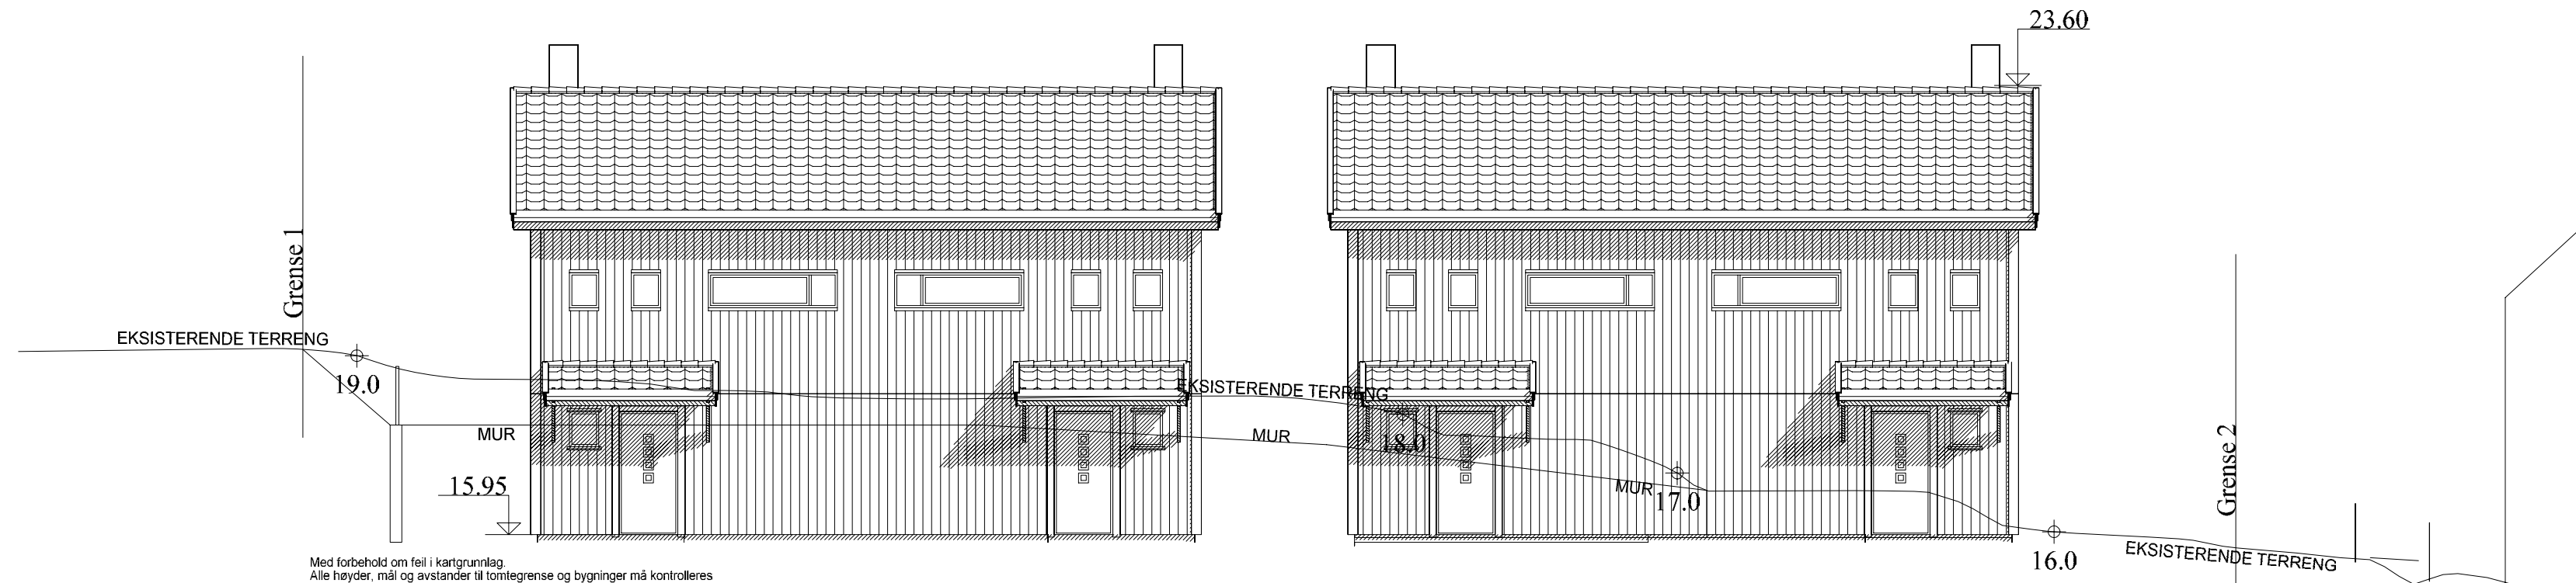 23.60
Grense 1
EKSISTERENDE TERRENG
19.0
EKSISTERENDE TERRENG
MUR
MUR
18.0
15.95
MUR
17.0
Grense 2
16.0
EKSISTERENDE TERRENG
Med forbehold om feil i kartgrunnlag.
Alle høyder, mål og avstander til tomtegrense og bygninger må kontrolleres